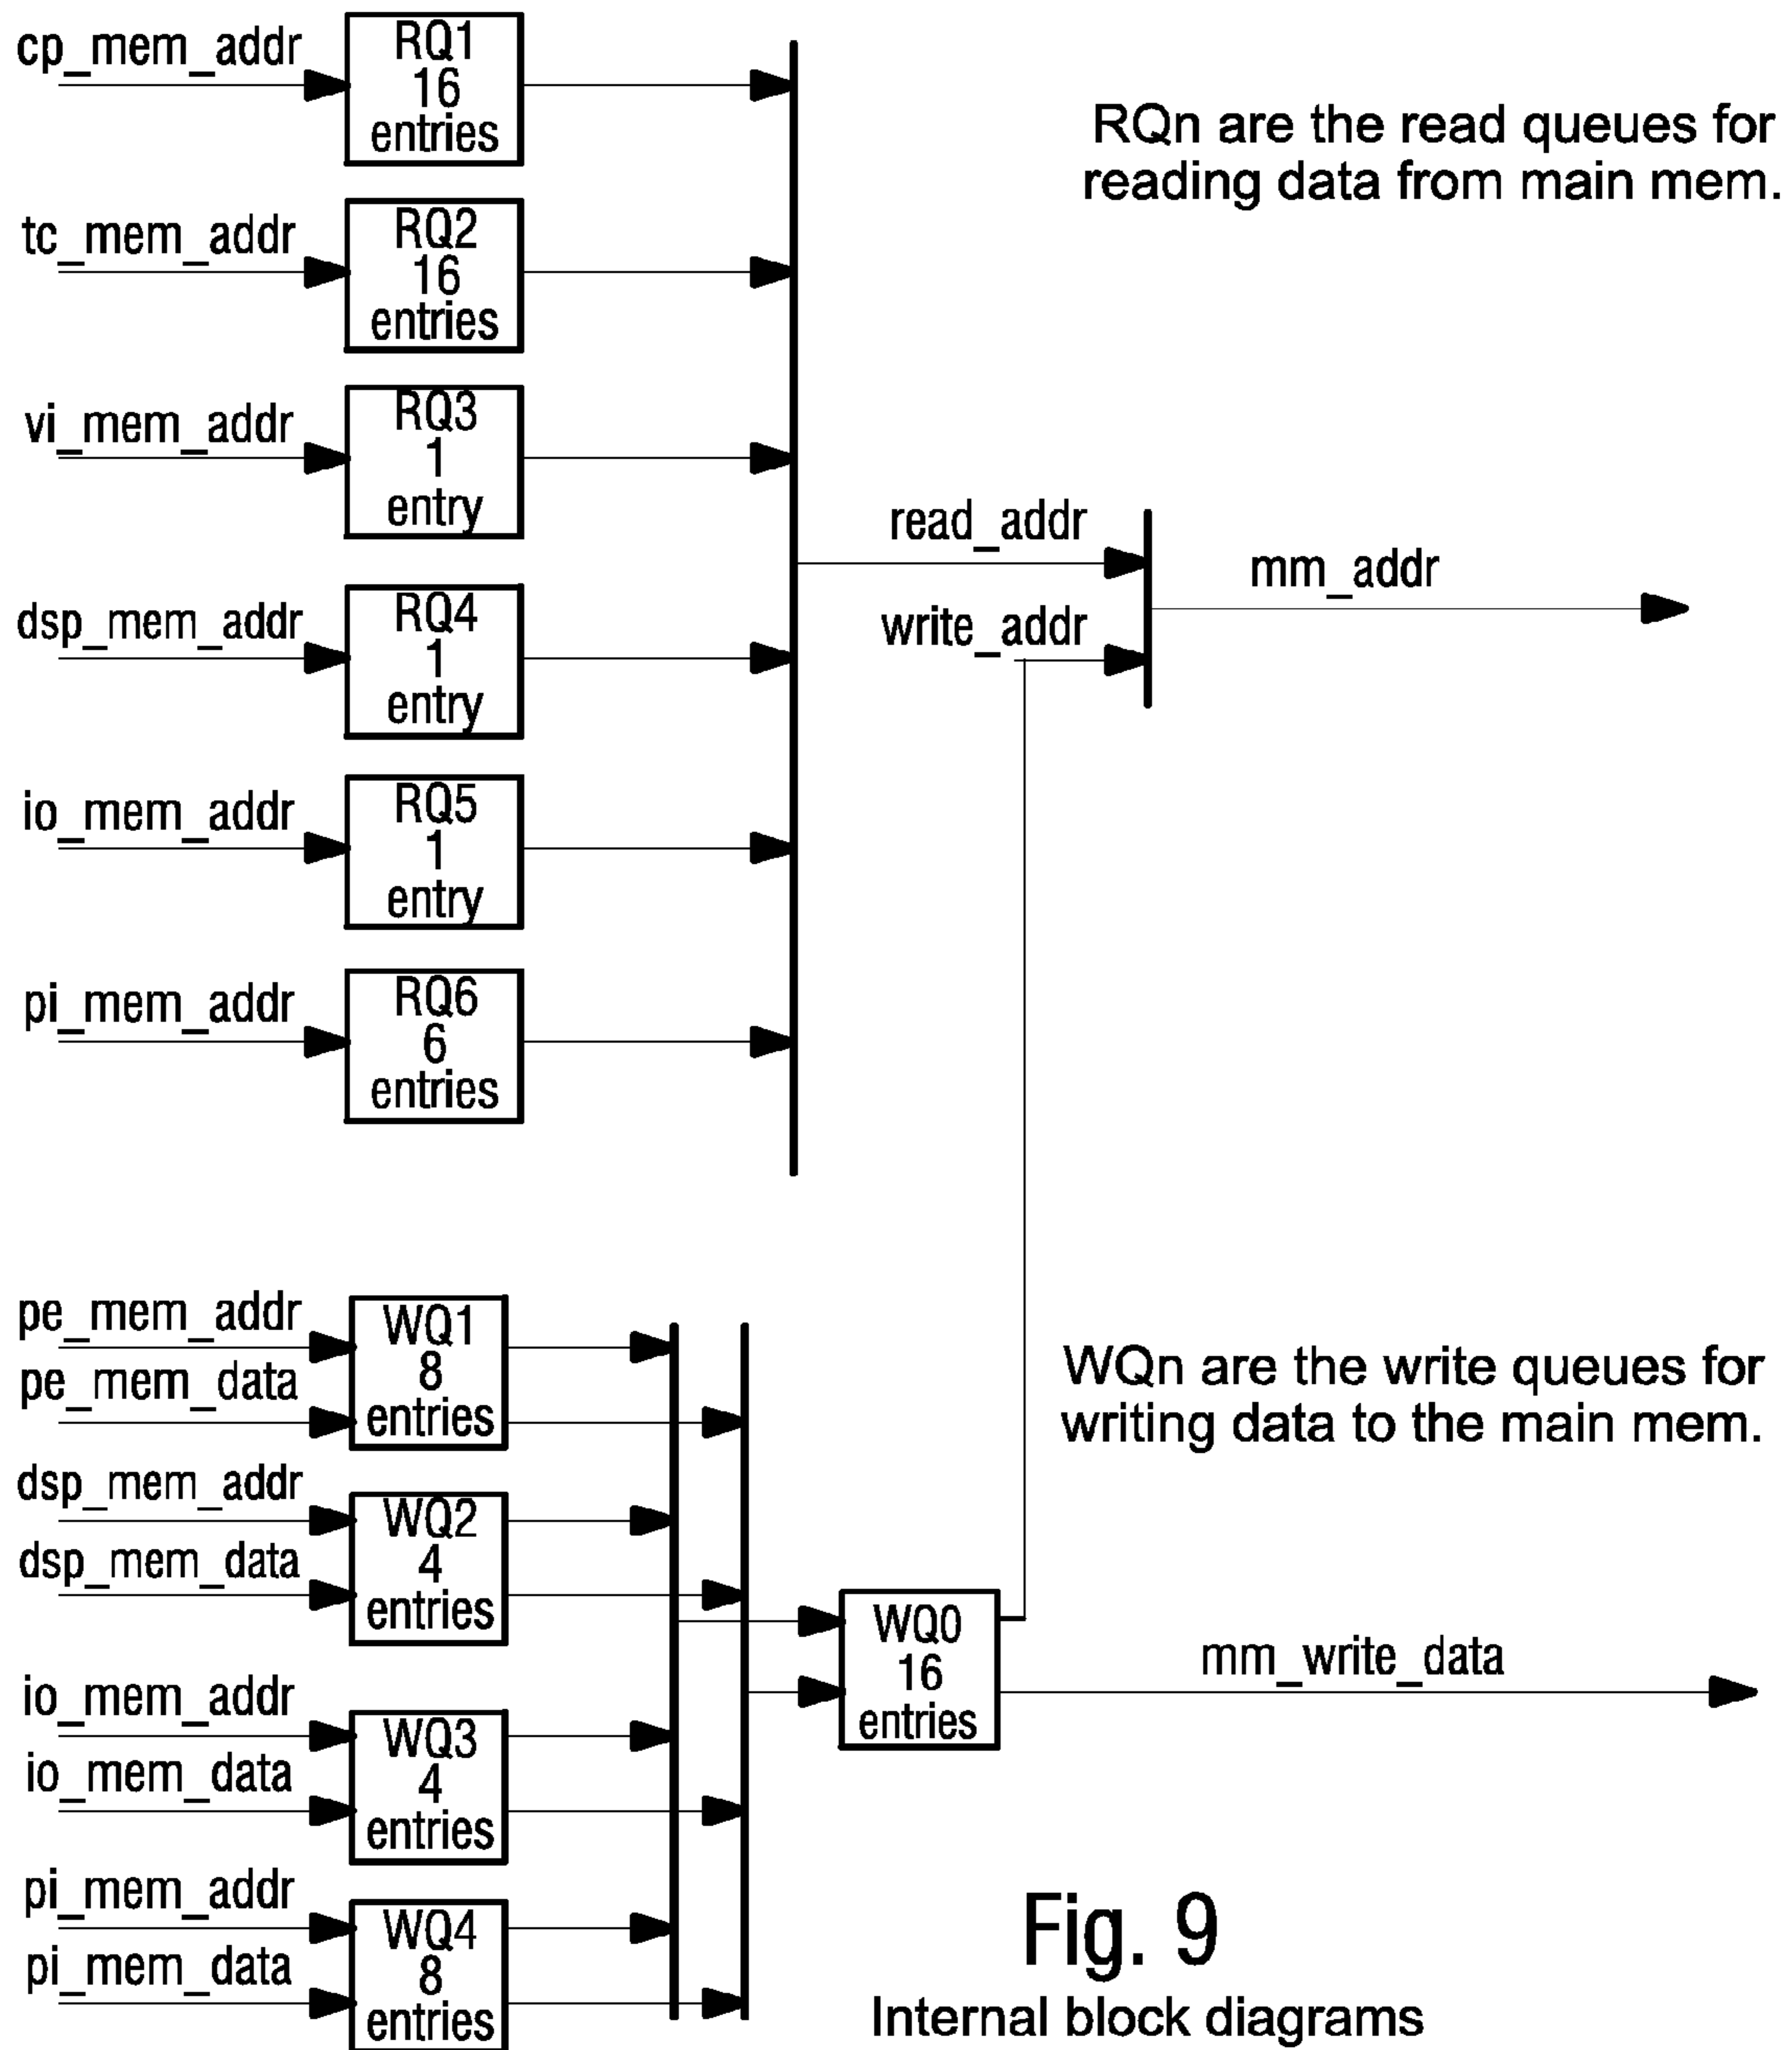 cp_mem_addr
RQ1
16
entries
RQn are the read queues for
reading data from main mem.
tc_mem_addr
RQ2
16
entries
vi_mem_addr
RQ3
1
entry
read_addr
mm_addr
write_addr
dsp_mem_addr
RQ4
1
entry
io_mem_addr
RQ5
1
entry
pi_mem_addr
RQ6
6
entries
pe_mem_addr
pe_mem_data
WQ1
8
entries
WQn are the write queues for
writing data to the main mem.
dsp_mem_addr
dsp_mem_data
WQ2
4
entries
WQ0
16
entries
mm_write_data
io_mem_addr
io_mem_data
WQ3
4
entries
pi_mem_addr
pi_mem_data
WQ4
8
entries
Fig. 9
Internal block diagrams